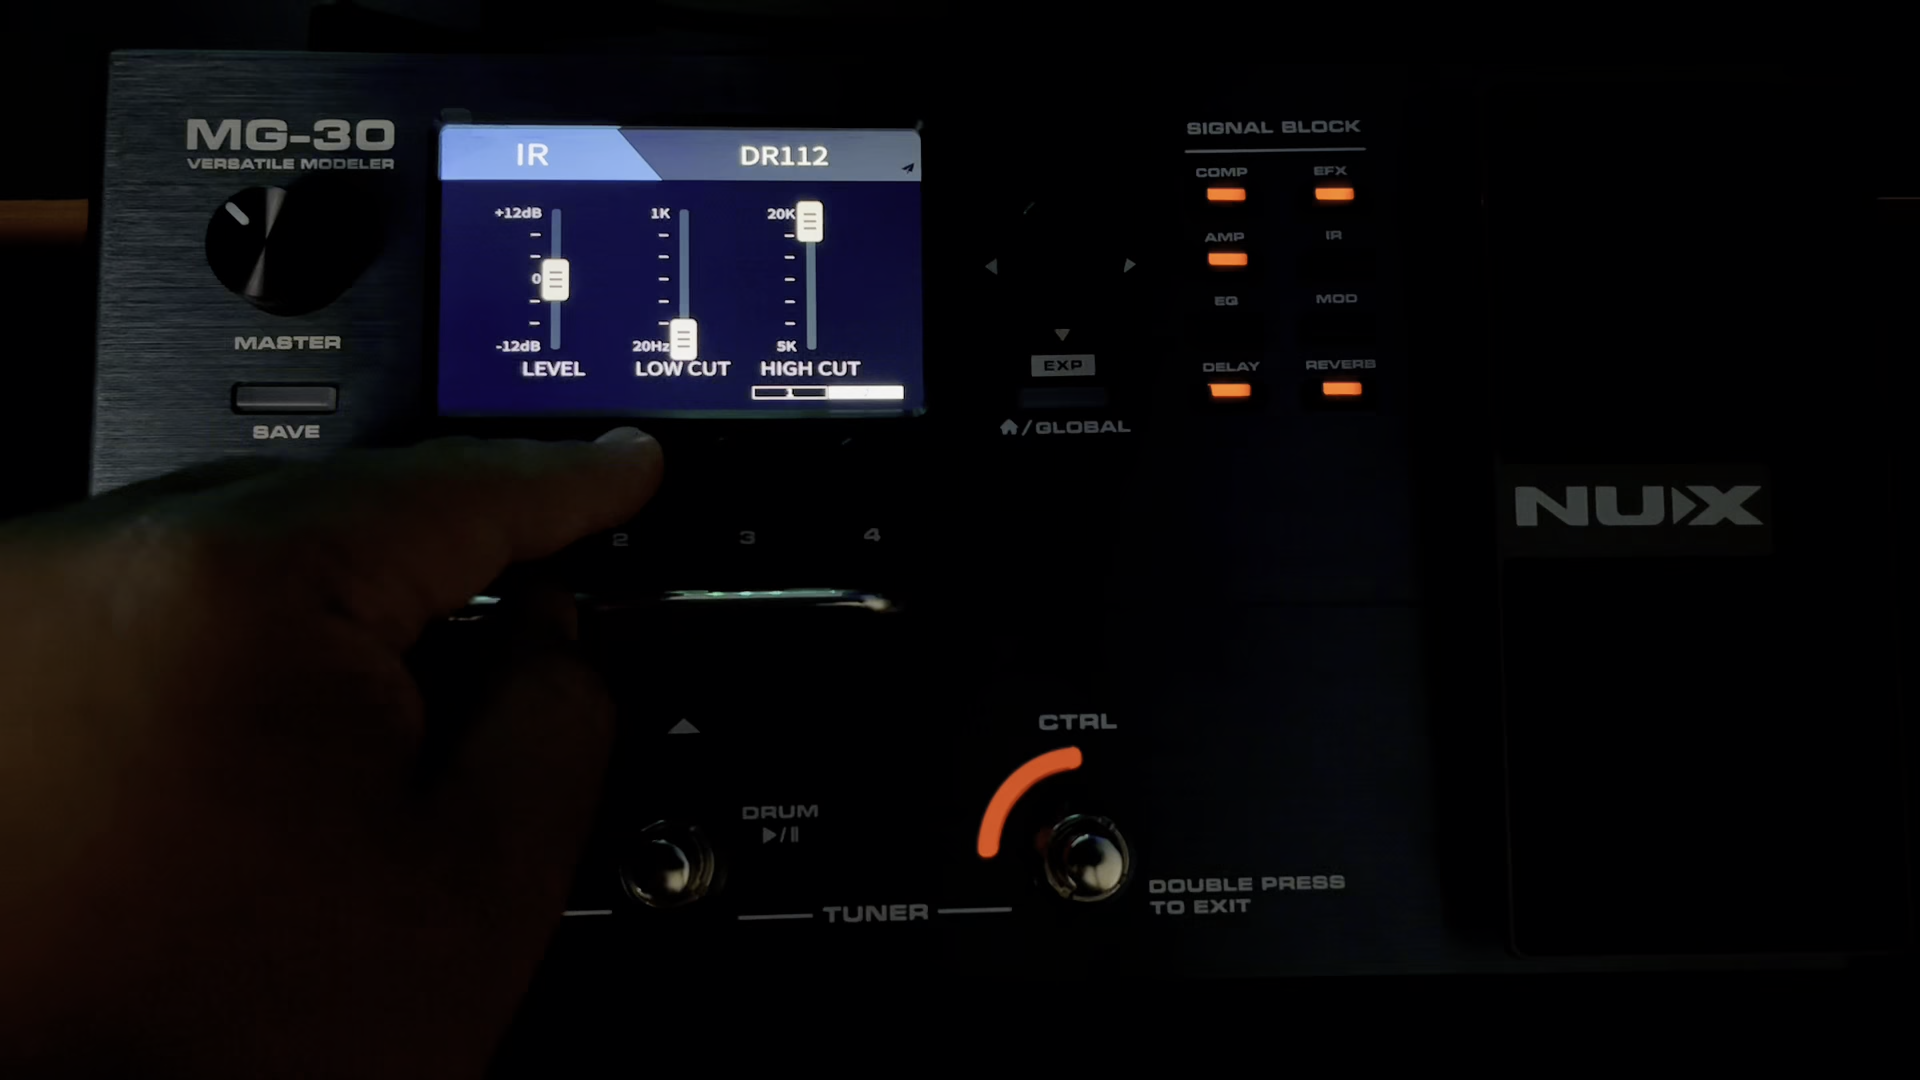 MG-30
VERSATILE MODELER
MASTER
SAVE
IR
DR112
+12dB
0
-12dB
LEVEL
1K
20Hz
LOW CUT
20K
5K
HIGH CUT
1
EXP
/GLOBAL
SIGNAL BLOCK
COMP
EFX
AMP
IR
EQ
MOD
DELAY
REVERB
NUX
2
3
4
CTRL
DRUM
TUNER
DOUBLE PRESS
TO EXIT